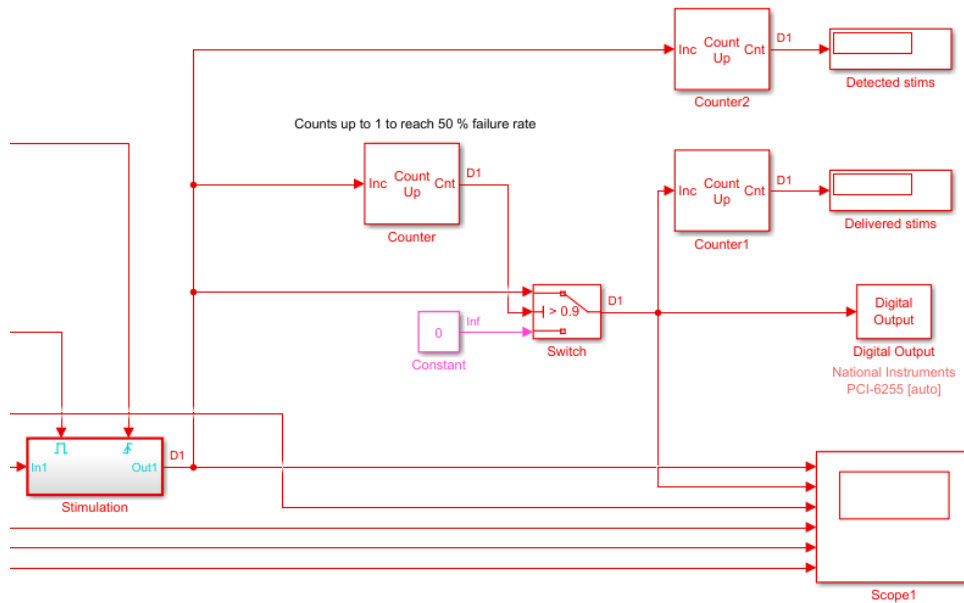 D1
Inc Count Up Cnt
Counter2
Detected stims
Counts up to 1 to reach 50 % failure rate
D1
Inc Count Up Cnt
Counter
D1
Inc Count Up Cnt
Counter1
Delivered stims
D1
> 0.9
Switch
Inf
0
Constant
Digital
Output
Digital Output
National Instruments
PCI-6255 [auto]
D1
In1
Out1
Stimulation
Scope1